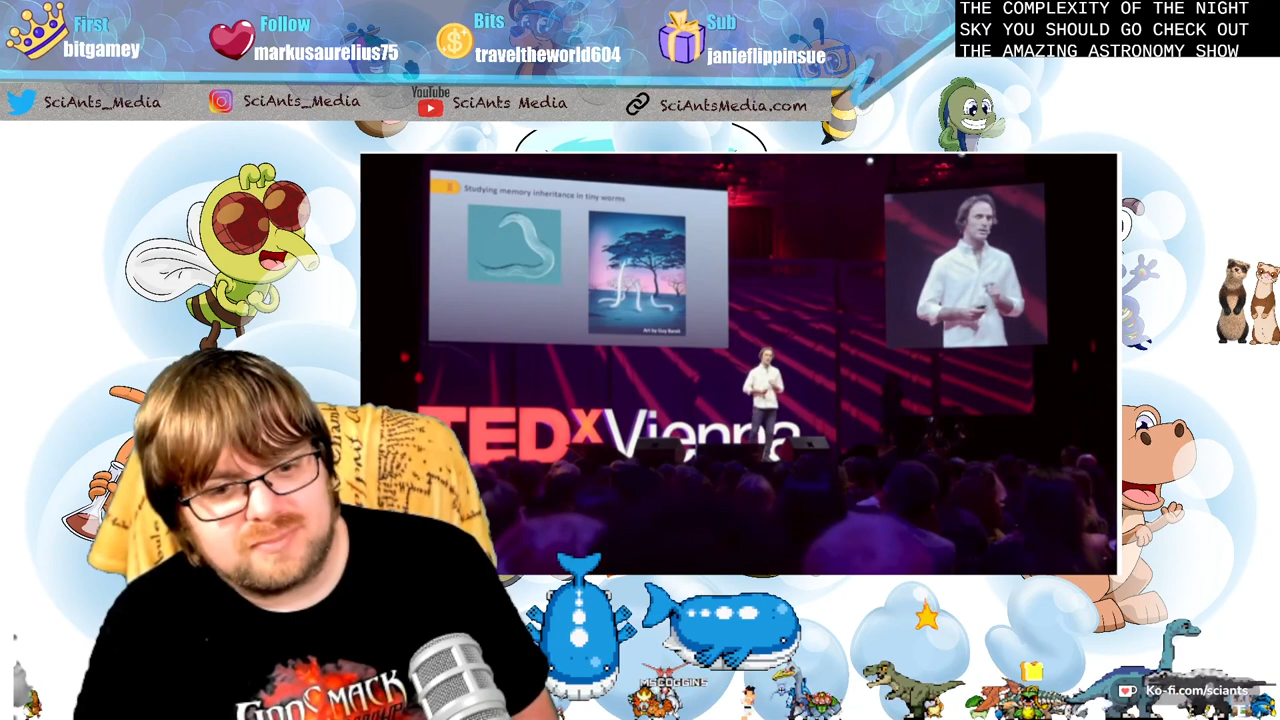 First
bitgamey
Follow
markusaurelius75
Bits
traveltheworld604
Sub
janieflippinsue
THE COMPLEXITY OF THE NIGHT
SKY YOU SHOULD GO CHECK OUT
THE AMAZING ASTRONOMY SHOW
SciAnts_Media
SciAnts_Media
YouTube
SciAnts Media
SciAntsMedia.com
Studying memory inheritance in tiny worms
TEDxVienna
MSCOGGINS
GODSMACK
Ko-fi.com/sciants